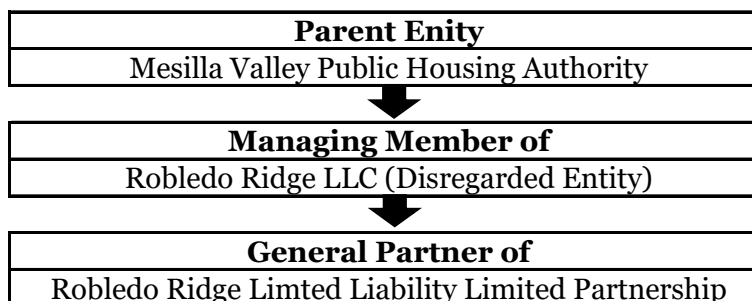 Parent Enity
Mesilla Valley Public Housing Authority
Managing Member of
Robledo Ridge LLC (Disregarded Entity)
General Partner of
Robledo Ridge Limted Liability Limited Partnership